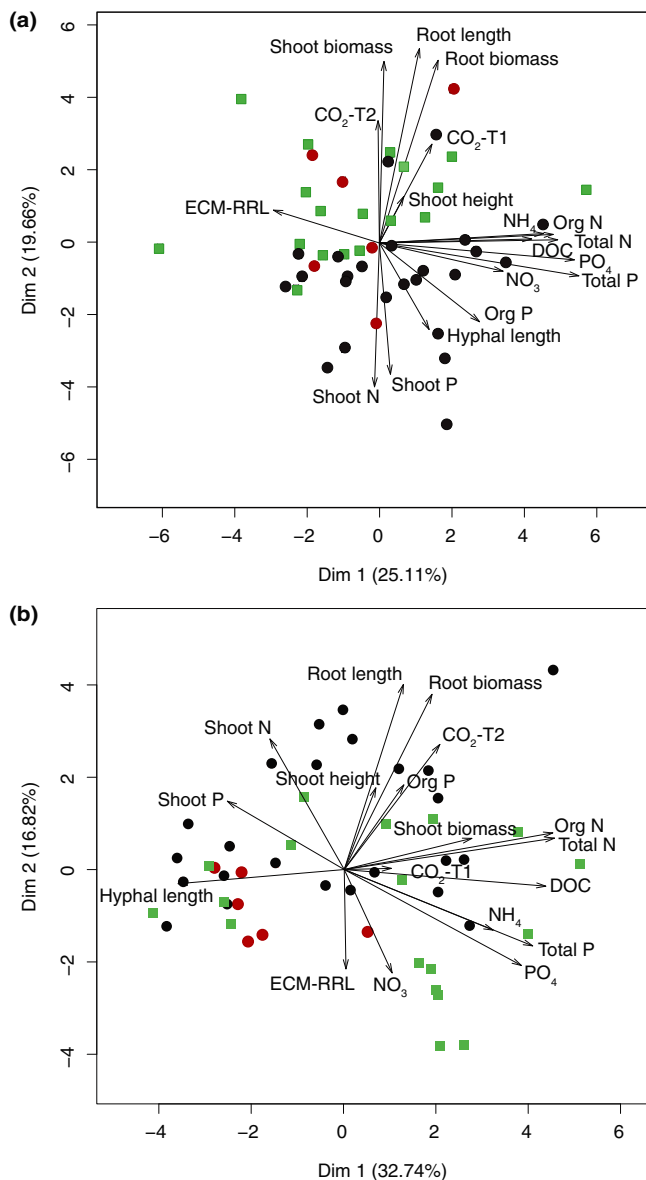 (a)
6
4
2
0
−2
−4
−6
Dim 2 (19.66%)
Root length
Shoot biomass
Root biomass
CO₂-T2
CO₂-T1
Shoot height
ECM-RRL
NH₄
Org N
Total N
DOC
PO₄
NO₃
Total P
Org P
Hyphal length
Shoot P
Shoot N
−6 −4 −2 0 2 4 6
Dim 1 (25.11%)
(b)
4
2
0
−2
−4
Dim 2 (16.82%)
Root length
Root biomass
Shoot N
CO₂-T2
Shoot height
Org P
Shoot P
Shoot biomass
Org N
Total N
CO₂-T1
DOC
Hyphal length
NH₄
Total P
ECM-RRL
NO₃
PO₄
−4 −2 0 2 4 6
Dim 1 (32.74%)